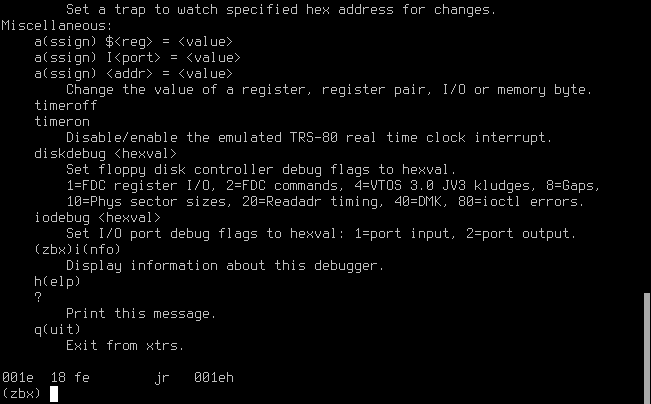 Set a trap to watch specified hex address for changes.
Miscellaneous:
a(ssign) $<reg> = <value>
a(ssign) I<port> = <value>
a(ssign) <addr> = <value>
Change the value of a register, register pair, I/O or memory byte.
timeroff
timeron
Disable/enable the emulated TRS-80 real time clock interrupt.
diskdebug <hexval>
Set floppy disk controller debug flags to hexval.
1=FDC register I/O, 2=FDC commands, 4=VTOS 3.0 JV3 kludges, 8=Gaps,
10=Phys sector sizes, 20=Readadr timing, 40=DMK, 80=ioctl errors.
iodebug <hexval>
Set I/O port debug flags to hexval: 1=port input, 2=port output.
(zbx)i(nfo)
Display information about this debugger.
h(elp)
?
Print this message.
q(uit)
Exit from xtrs.
001e  18 fe        jr   001eh
(zbx)